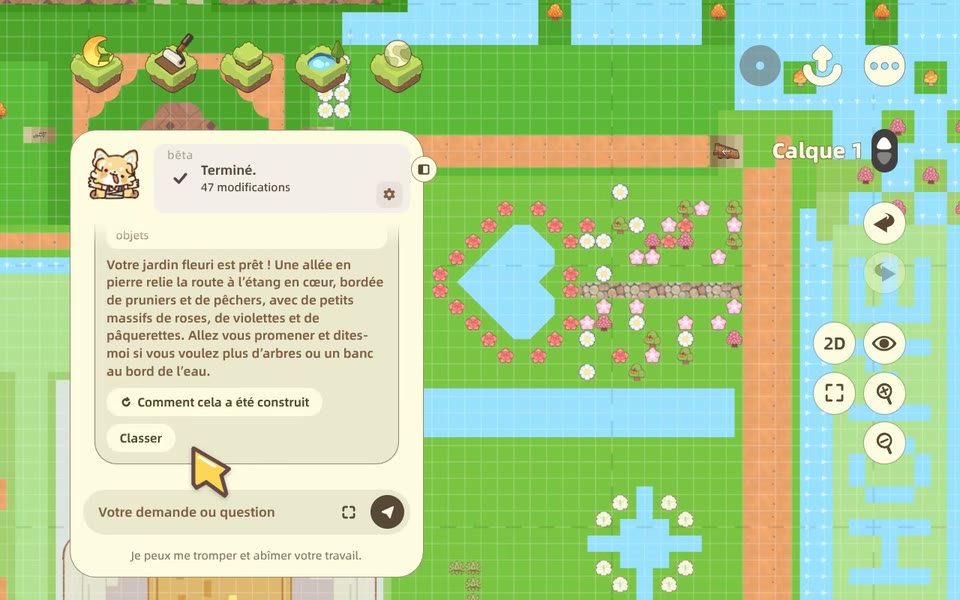 bêta
Terminé.
47 modifications
objets
Votre jardin fleuri est prêt ! Une allée en
pierre relie la route à l'étang en cœur, bordée
de pruniers et de pêchers, avec de petits
massifs de roses, de violettes et de
pâquerettes. Allez vous promener et dites-
moi si vous voulez plus d'arbres ou un banc
au bord de l'eau.
Comment cela a été construit
Classer
Votre demande ou question
Je peux me tromper et abîmer votre travail.
Calque 1
2D